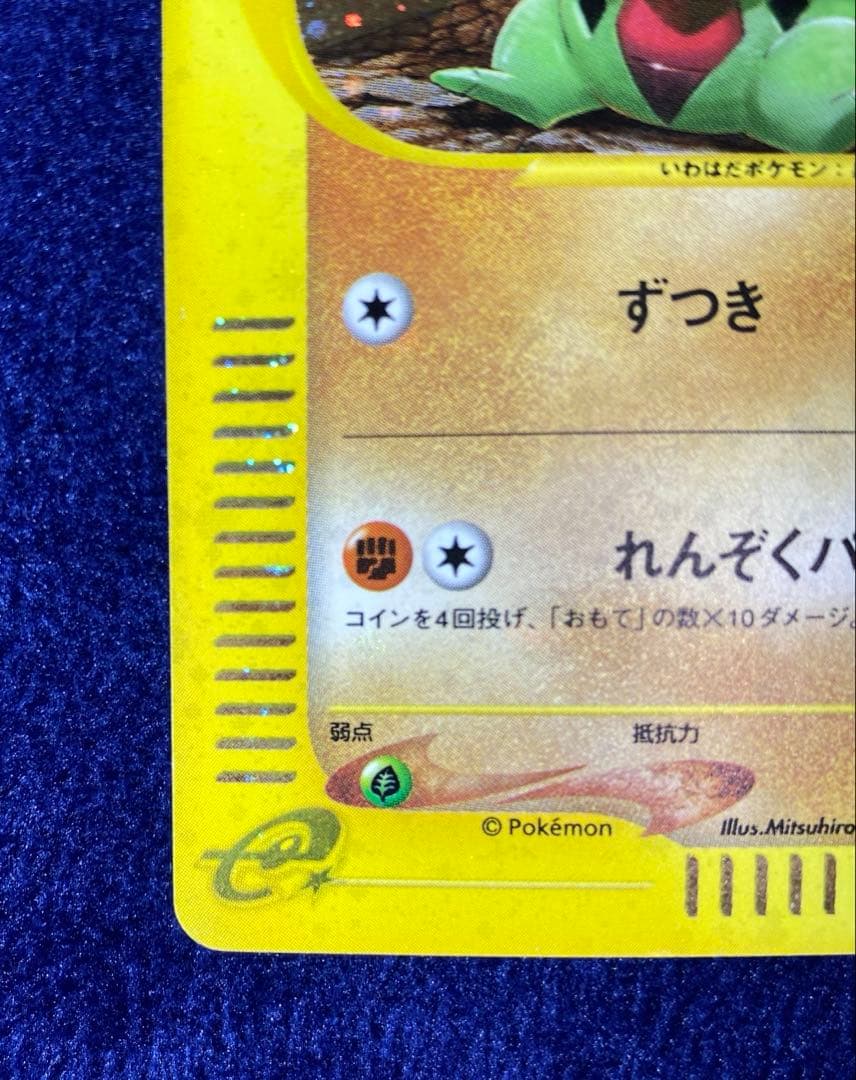 いわはだポケモン：
ずつき
れんぞくパ
コインを4回投げ、「おもて」の数×10ダメージ。
弱点 抵抗力
© Pokémon Illus.Mitsuhiro
e